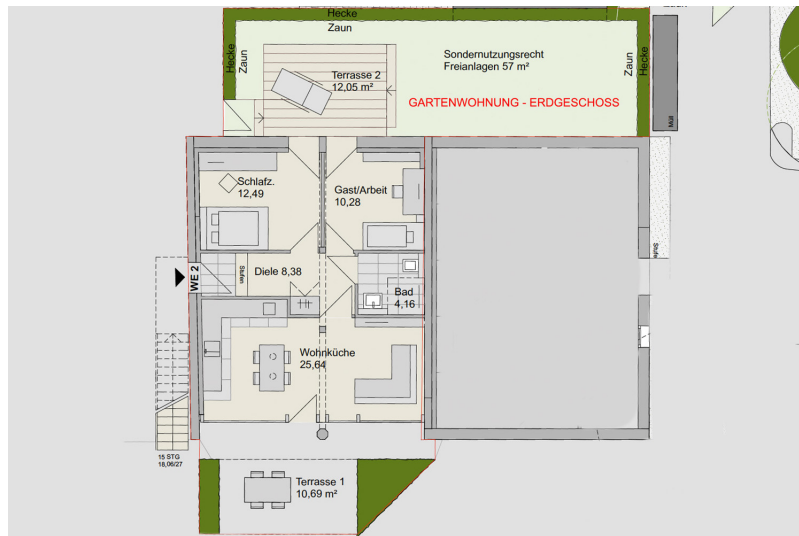 Hecke
Zaun
Hecke
Zaun
Terrasse 2
12,05 m²
Sondernutzungsrecht
Freianlagen 57 m²
Zaun
Hecke
GARTENWOHNUNG - ERDGESCHOSS
Müll
Schlafz.
12,49
Gast/Arbeit
10,28
WE 2
Stufen
Diele 8,38
Bad
4,16
Stufe
Wohnküche
25,64
15 STG
18,06/27
Terrasse 1
10,69 m²